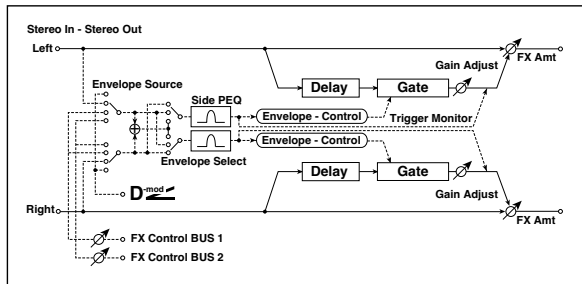 Stereo In - Stereo Out
Left
FX Amt
Envelope Source
Side PEQ
Delay
Gate
Gain Adjust
Envelope - Control
Trigger Monitor
Envelope - Control
Envelope Select
Delay
Gate
D-mod
Gain Adjust
Right
FX Amt
FX Control BUS 1
FX Control BUS 2